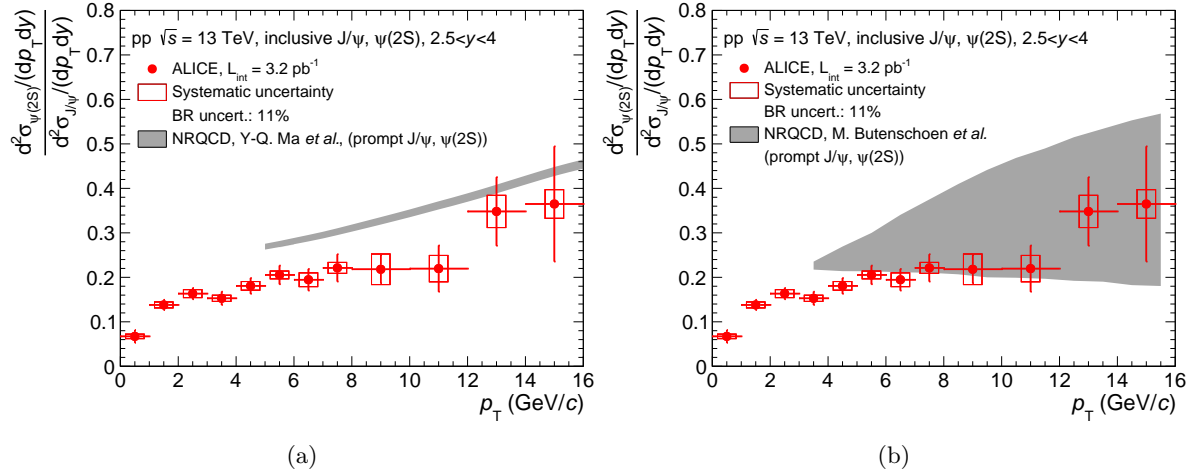 d²σ_ψ(2S)/(dp_T dy)
d²σ_J/ψ/(dp_T dy)
0.8
0.7
0.6
0.5
0.4
0.3
0.2
0.1
0
pp √s = 13 TeV, inclusive J/ψ, ψ(2S), 2.5<y<4
ALICE, L_int = 3.2 pb⁻¹
Systematic uncertainty
BR uncert.: 11%
NRQCD, Y-Q. Ma et al., (prompt J/ψ, ψ(2S))
0 2 4 6 8 10 12 14 16
p_T (GeV/c)
(a)
d²σ_ψ(2S)/(dp_T dy)
d²σ_J/ψ/(dp_T dy)
0.8
0.7
0.6
0.5
0.4
0.3
0.2
0.1
0
pp √s = 13 TeV, inclusive J/ψ, ψ(2S), 2.5<y<4
ALICE, L_int = 3.2 pb⁻¹
Systematic uncertainty
BR uncert.: 11%
NRQCD, M. Butenschoen et al.
(prompt J/ψ, ψ(2S))
0 2 4 6 8 10 12 14 16
p_T (GeV/c)
(b)